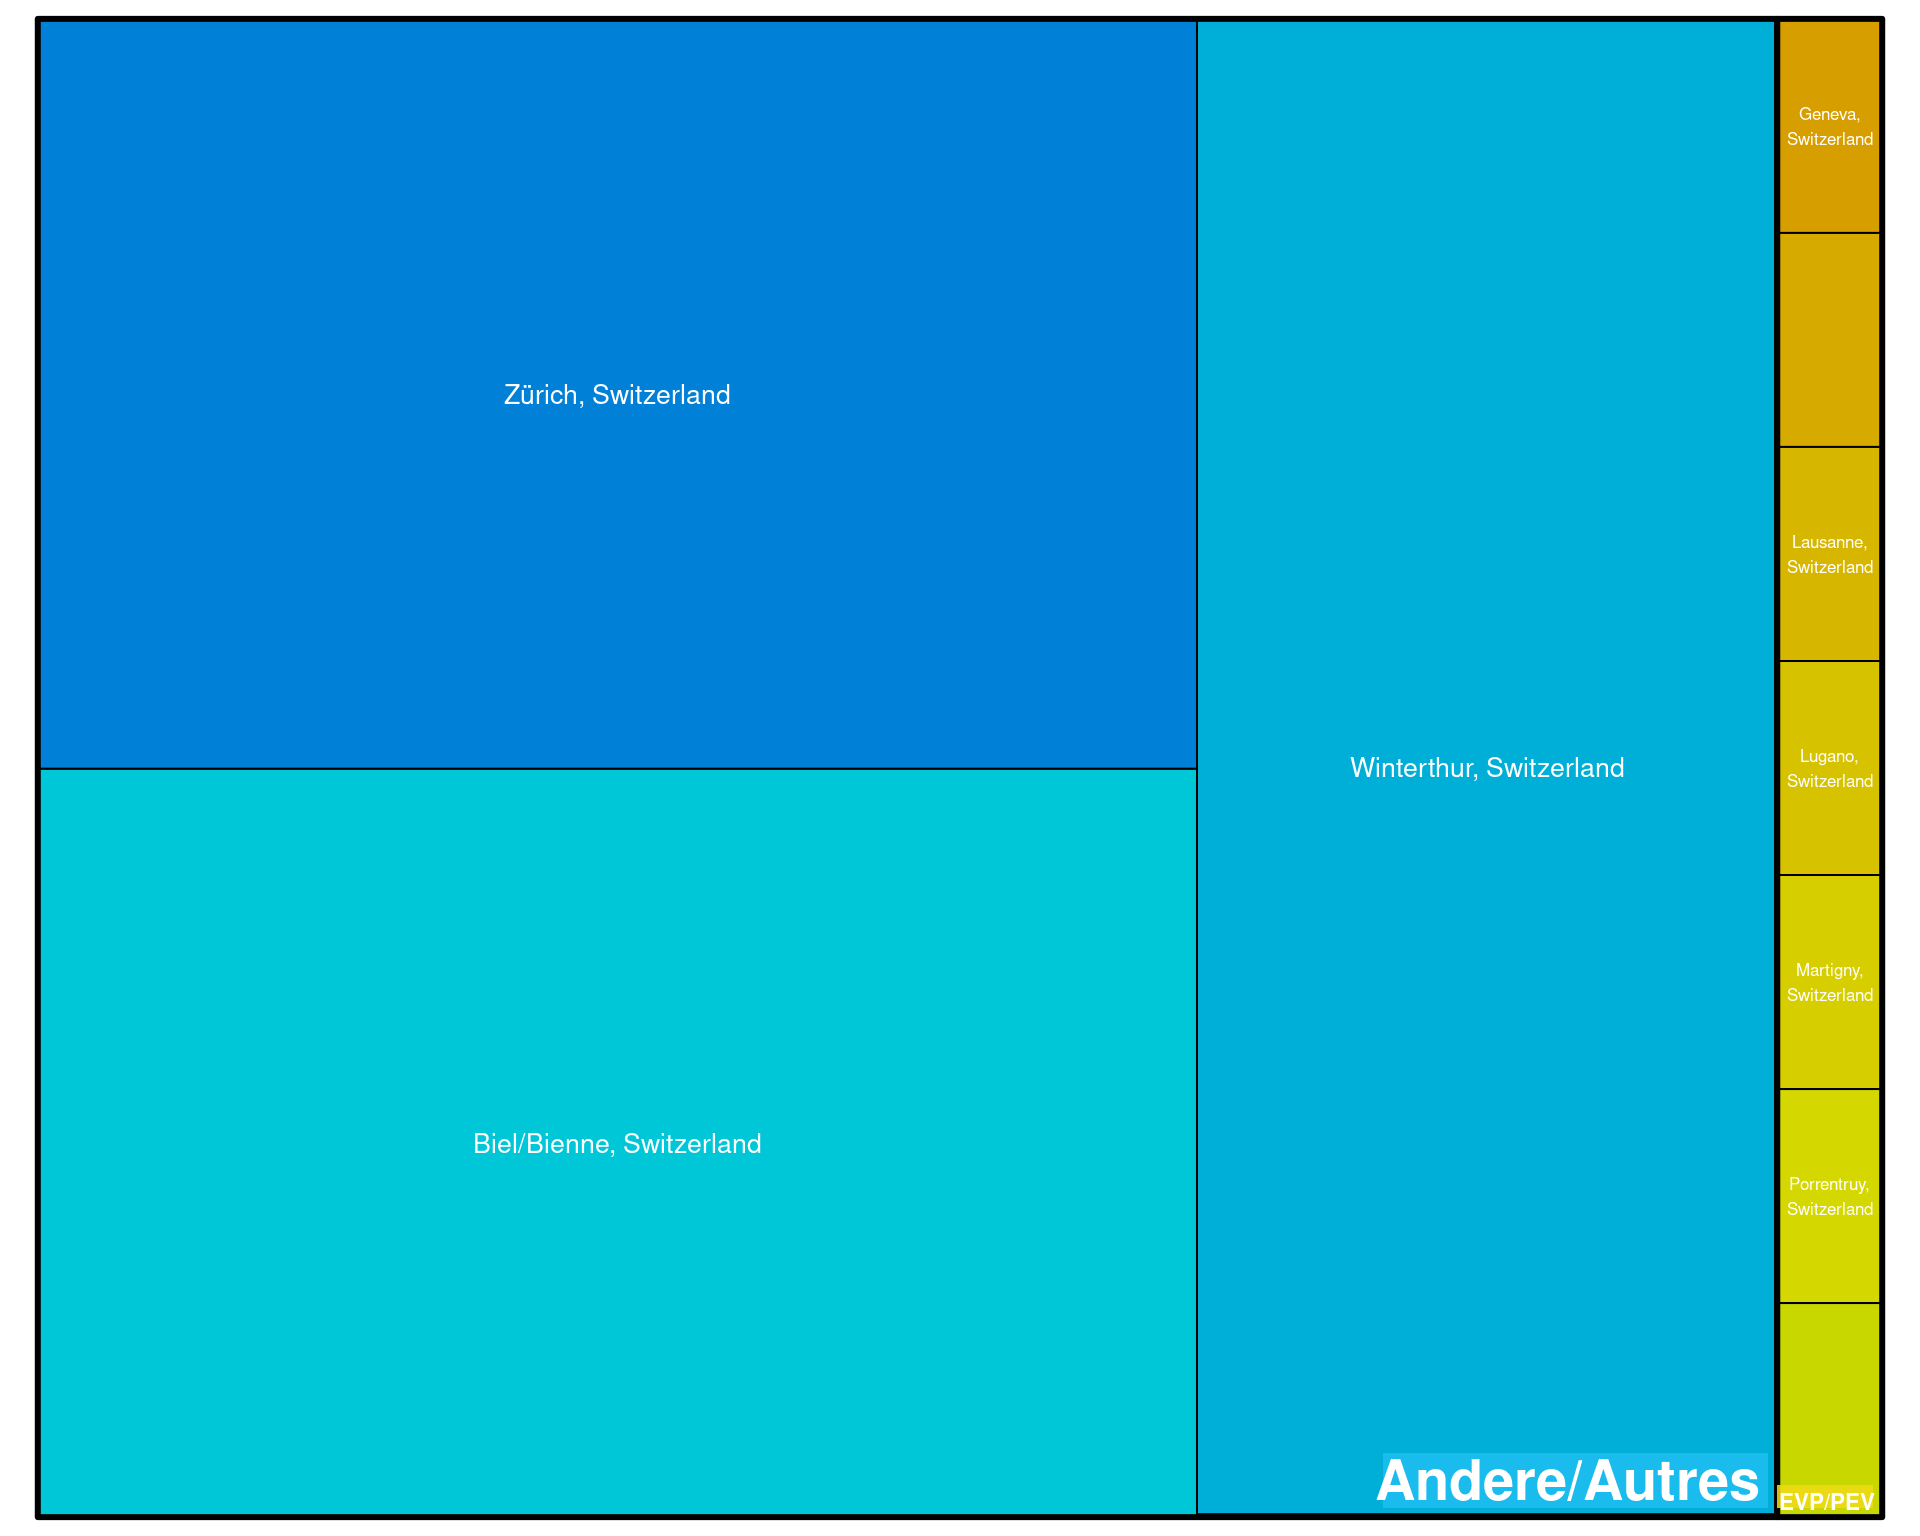 Zürich, Switzerland
Biel/Bienne, Switzerland
Winterthur, Switzerland
Andere/Autres
Geneva,
Switzerland
Lausanne,
Switzerland
Lugano,
Switzerland
Martigny,
Switzerland
Porrentruy,
Switzerland
EVP/PEV